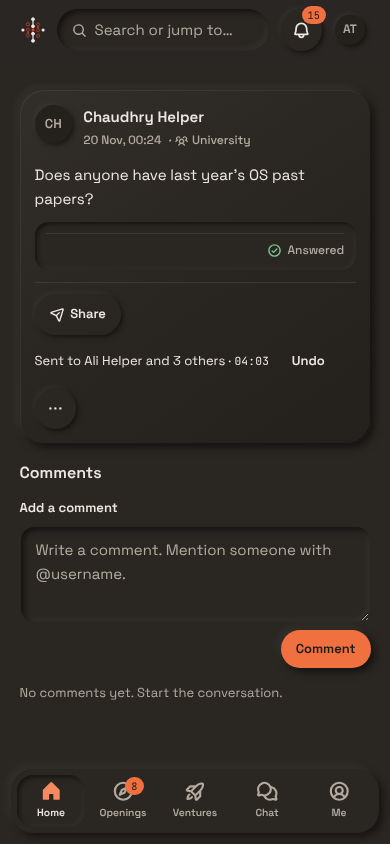 Search or jump to...
15
AT
CH
Chaudhry Helper
20 Nov, 00:24 · University
Does anyone have last year's OS past
papers?
Answered
Share
Sent to Ali Helper and 3 others · 04:03 Undo
...
Comments
Add a comment
Write a comment. Mention someone with
@username.
Comment
No comments yet. Start the conversation.
8
Home Openings Ventures Chat Me